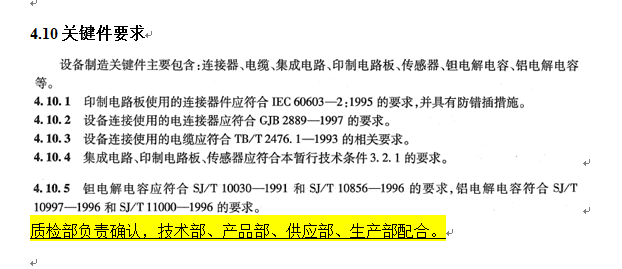 4.10 关键件要求
设备制造关键件主要包含:连接器、电缆、集成电路、印制电路板、传感器、钽电解电容、铝电解电容
等。
4.10.1 印制电路板使用的连接器件应符合 IEC 60603—2:1995 的要求,并具有防错插措施。
4.10.2 设备连接使用的电连接器应符合 GJB 2889—1997 的要求。
4.10.3 设备连接使用的电缆应符合 TB/T 2476.1—1993 的相关要求。
4.10.4 集成电路、印制电路板、传感器应符合本暂行技术条件 3.2.1 的要求。
4.10.5 钽电解电容应符合 SJ/T 10030—1991 和 SJ/T 10856—1996 的要求,铝电解电容符合 SJ/T
10997—1996 和 SJ/T 11000—1996 的要求。
质检部负责确认，技术部、产品部、供应部、生产部配合。